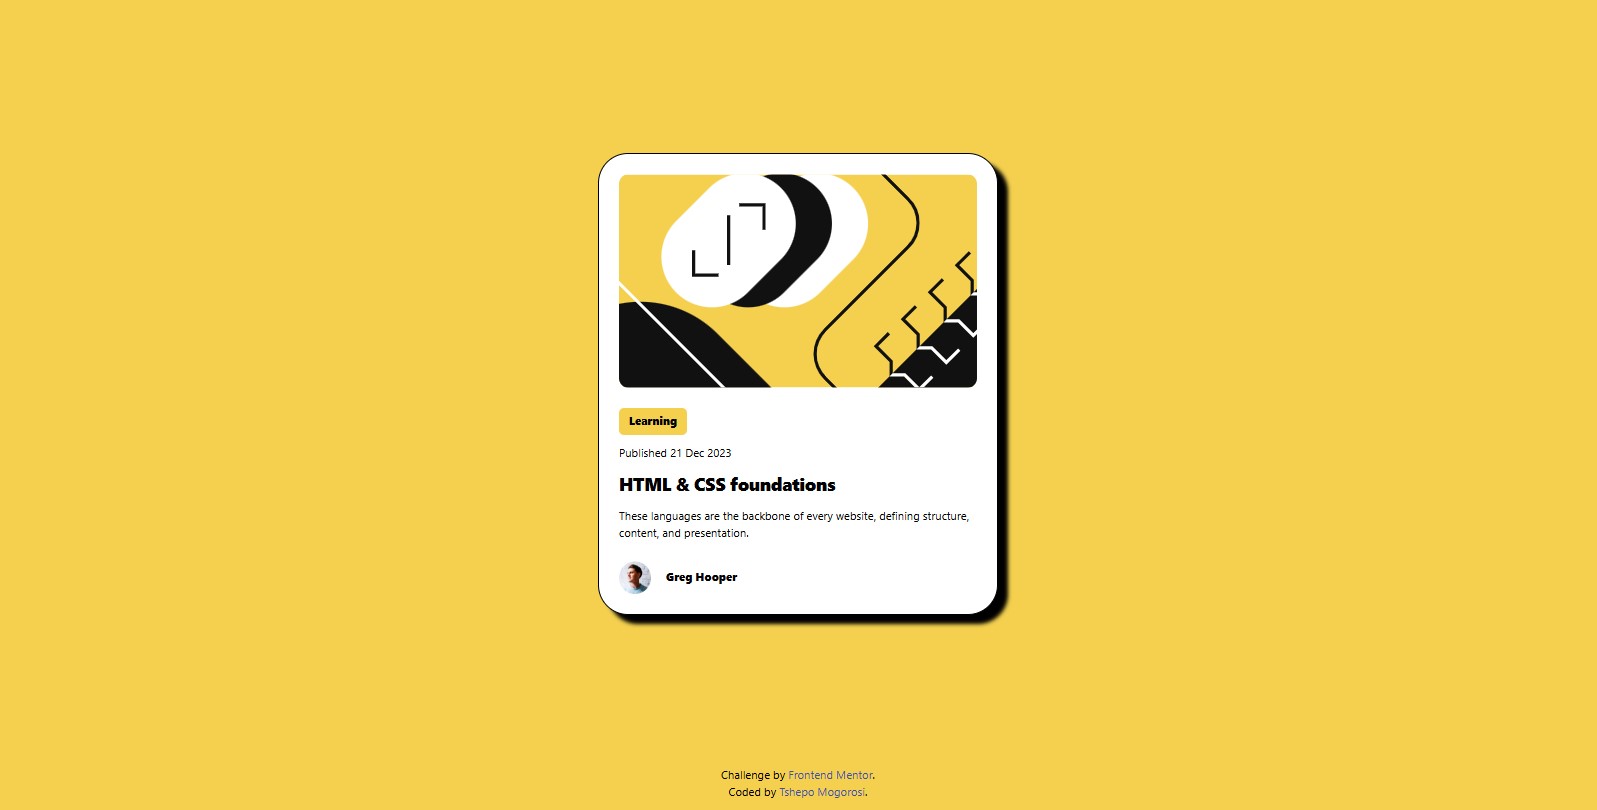 Learning
Published 21 Dec 2023
HTML & CSS foundations
These languages are the backbone of every website, defining structure,
content, and presentation.
Greg Hooper
Challenge by Frontend Mentor.
Coded by Tshepo Mogorosi.